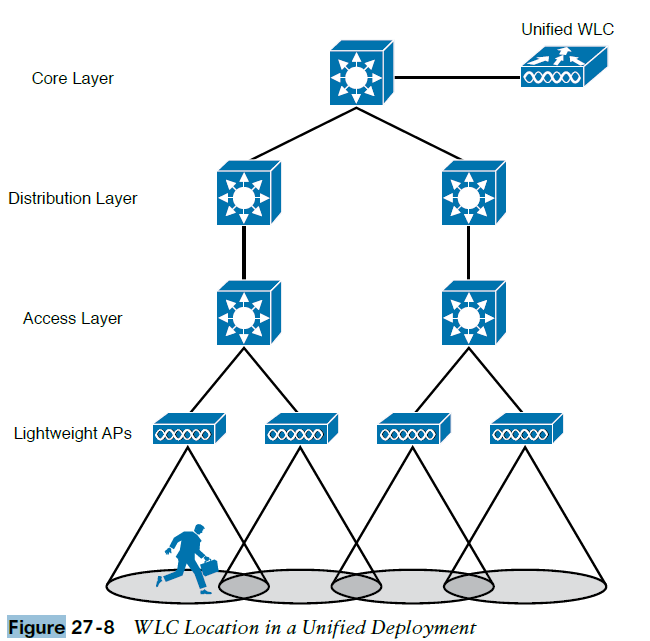 Unified WLC
Core Layer
Distribution Layer
Access Layer
Lightweight APs
Figure 27-8 WLC Location in a Unified Deployment